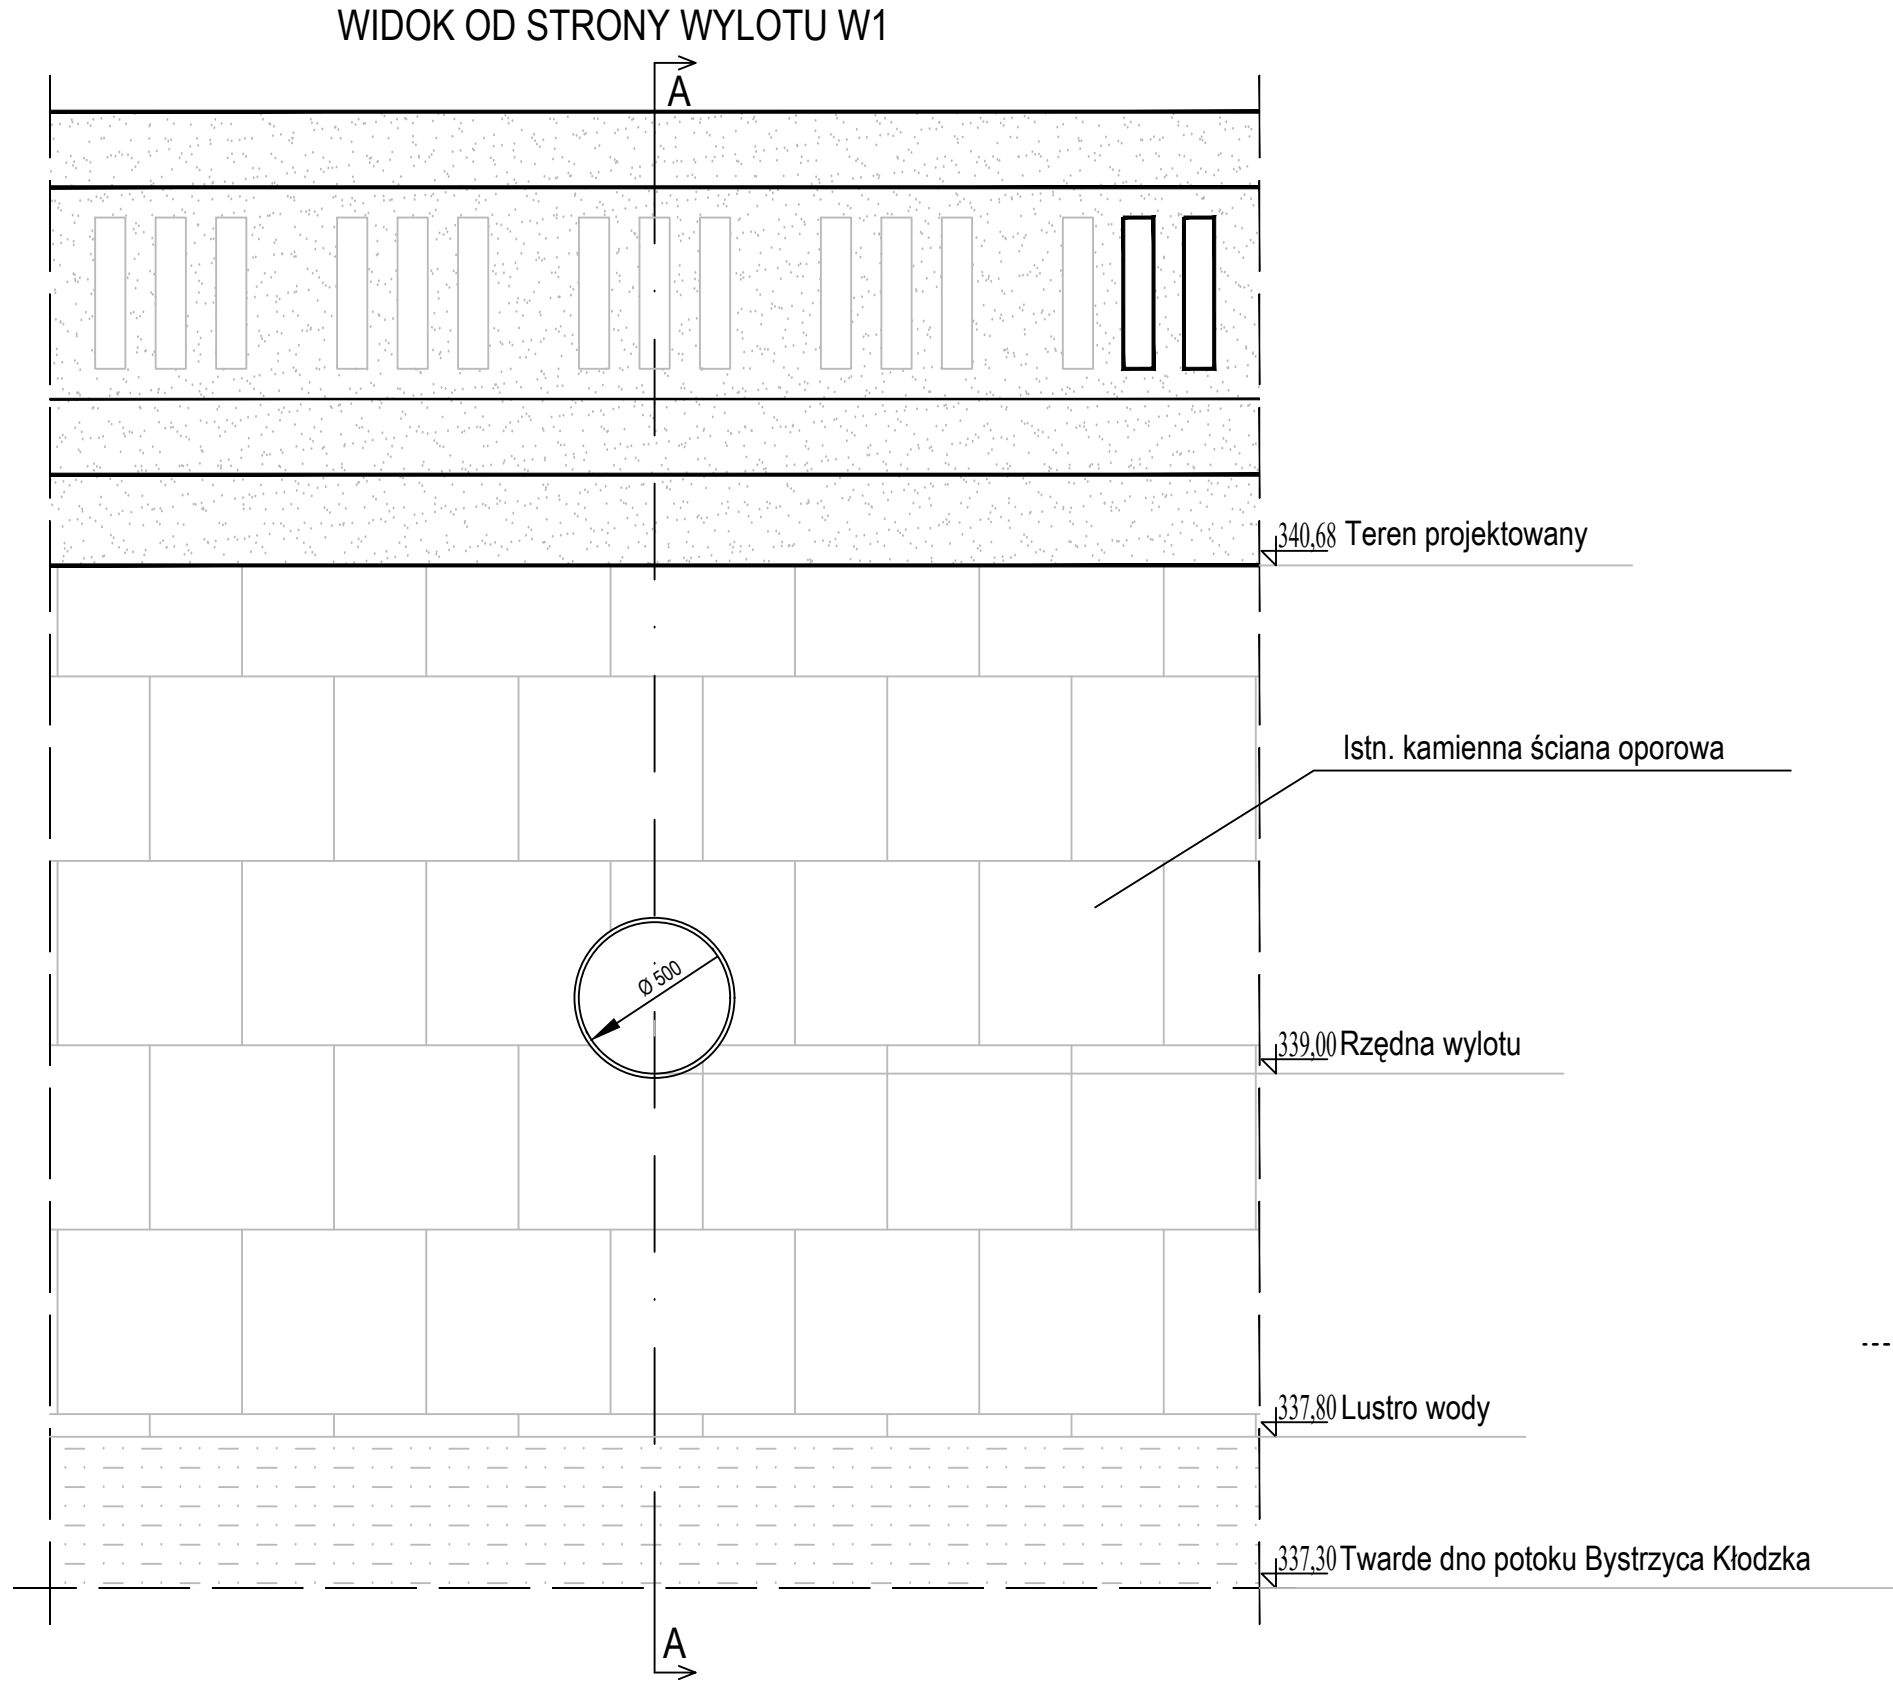 WIDOK OD STRONY WYLOTU W1
A
340,68 Teren projektowany
Istn. kamienna ściana oporowa
Ø 500
339,00 Rzędna wylotu
337,80 Lustro wody
337,30 Twarde dno potoku Bystrzyca Kłodzka
A